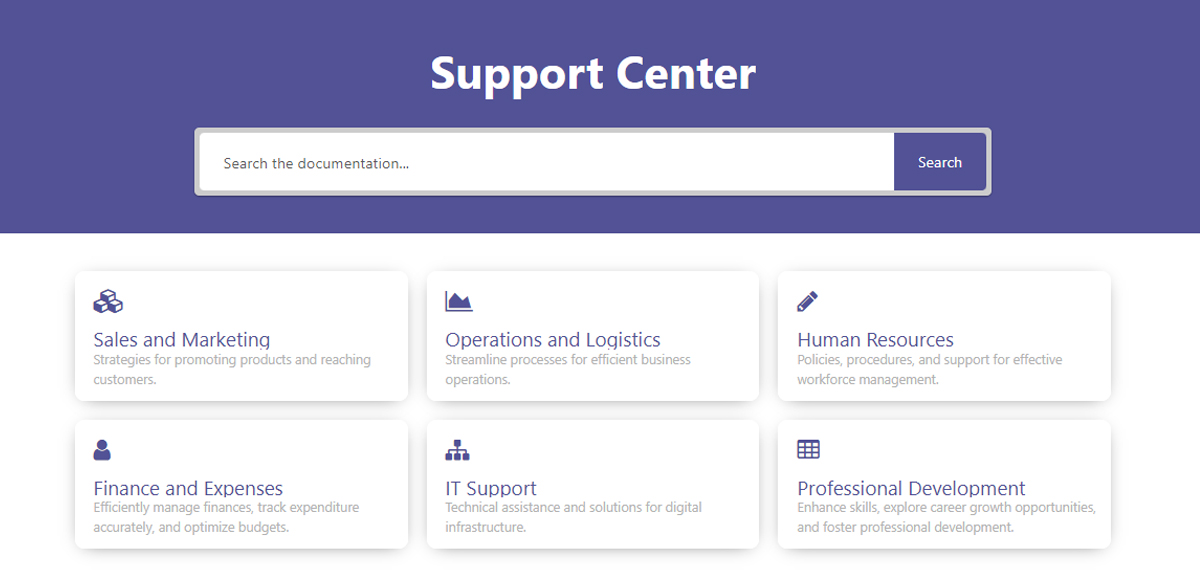 Support Center
Search the documentation...
Search
Sales and Marketing
Strategies for promoting products and reaching
customers.
Operations and Logistics
Streamline processes for efficient business
operations.
Human Resources
Policies, procedures, and support for effective
workforce management.
Finance and Expenses
Efficiently manage finances, track expenditure
accurately, and optimize budgets.
IT Support
Technical assistance and solutions for digital
infrastructure.
Professional Development
Enhance skills, explore career growth opportunities,
and foster professional development.